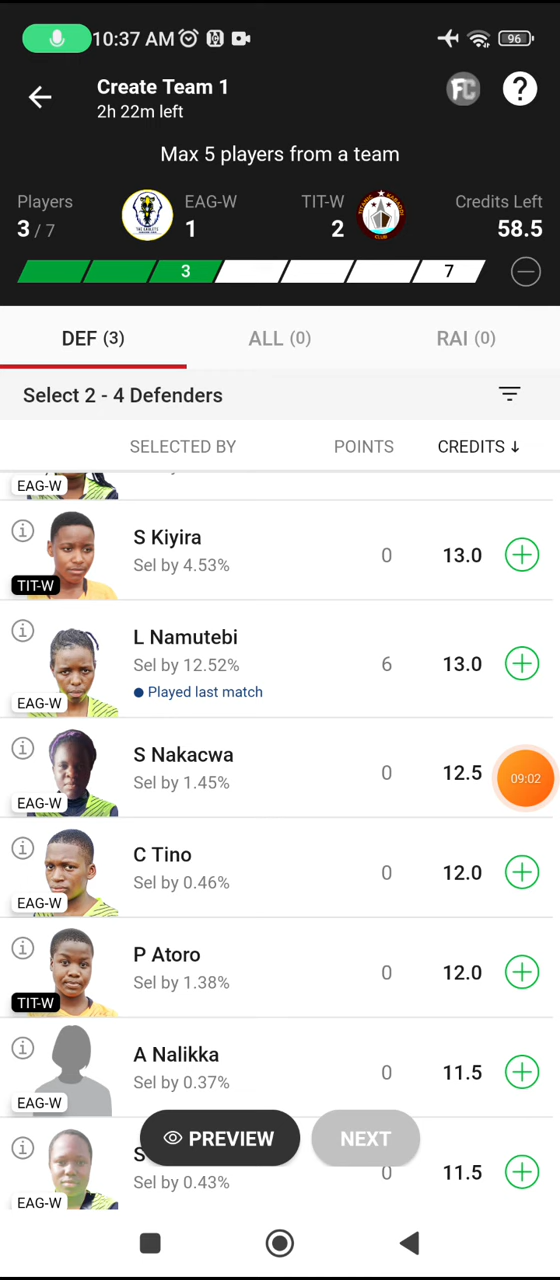 10:37 AM
96
Create Team 1
2h 22m left
FC
?
Max 5 players from a team
Players
EAG-W
TIT-W
Credits Left
3 / 7
1
2
58.5
3
7
DEF (3)
ALL (0)
RAI (0)
Select 2 - 4 Defenders
SELECTED BY
POINTS
CREDITS ↓
EAG-W
S Kiyira
Sel by 4.53%
0
13.0
TIT-W
L Namutebi
Sel by 12.52%
6
13.0
Played last match
EAG-W
S Nakacwa
Sel by 1.45%
0
12.5
09:02
EAG-W
C Tino
Sel by 0.46%
0
12.0
EAG-W
P Atoro
Sel by 1.38%
0
12.0
TIT-W
A Nalikka
Sel by 0.37%
0
11.5
EAG-W
PREVIEW
NEXT
S
Sel by 0.43%
0
11.5
EAG-W